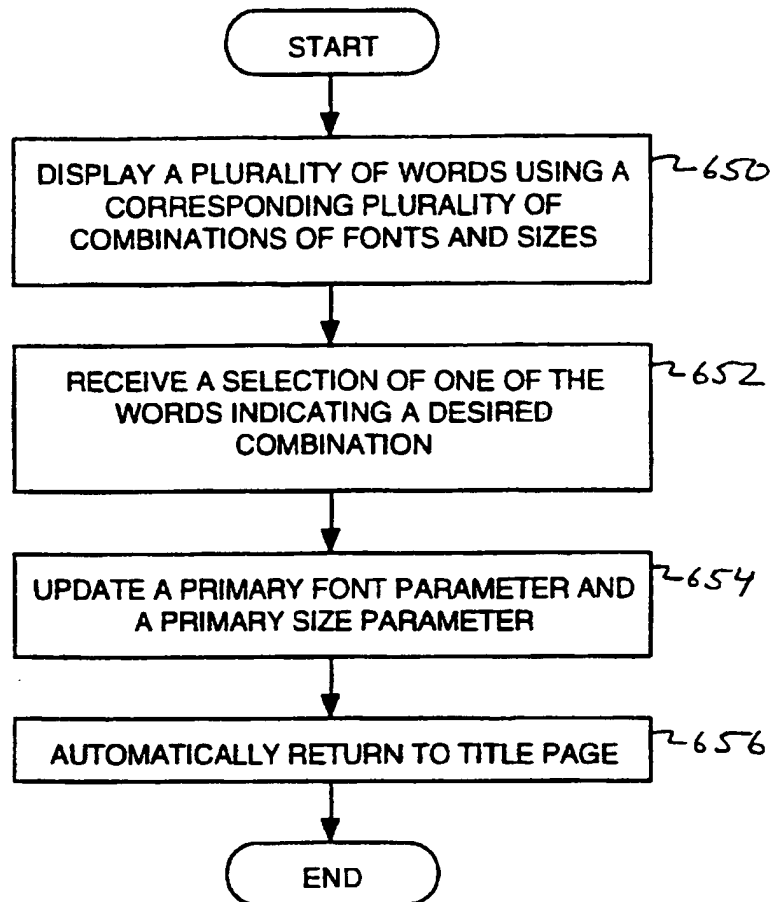 START
DISPLAY A PLURALITY OF WORDS USING A
CORRESPONDING PLURALITY OF
COMBINATIONS OF FONTS AND SIZES
650
RECEIVE A SELECTION OF ONE OF THE
WORDS INDICATING A DESIRED
COMBINATION
652
UPDATE A PRIMARY FONT PARAMETER AND
A PRIMARY SIZE PARAMETER
654
AUTOMATICALLY RETURN TO TITLE PAGE
656
END